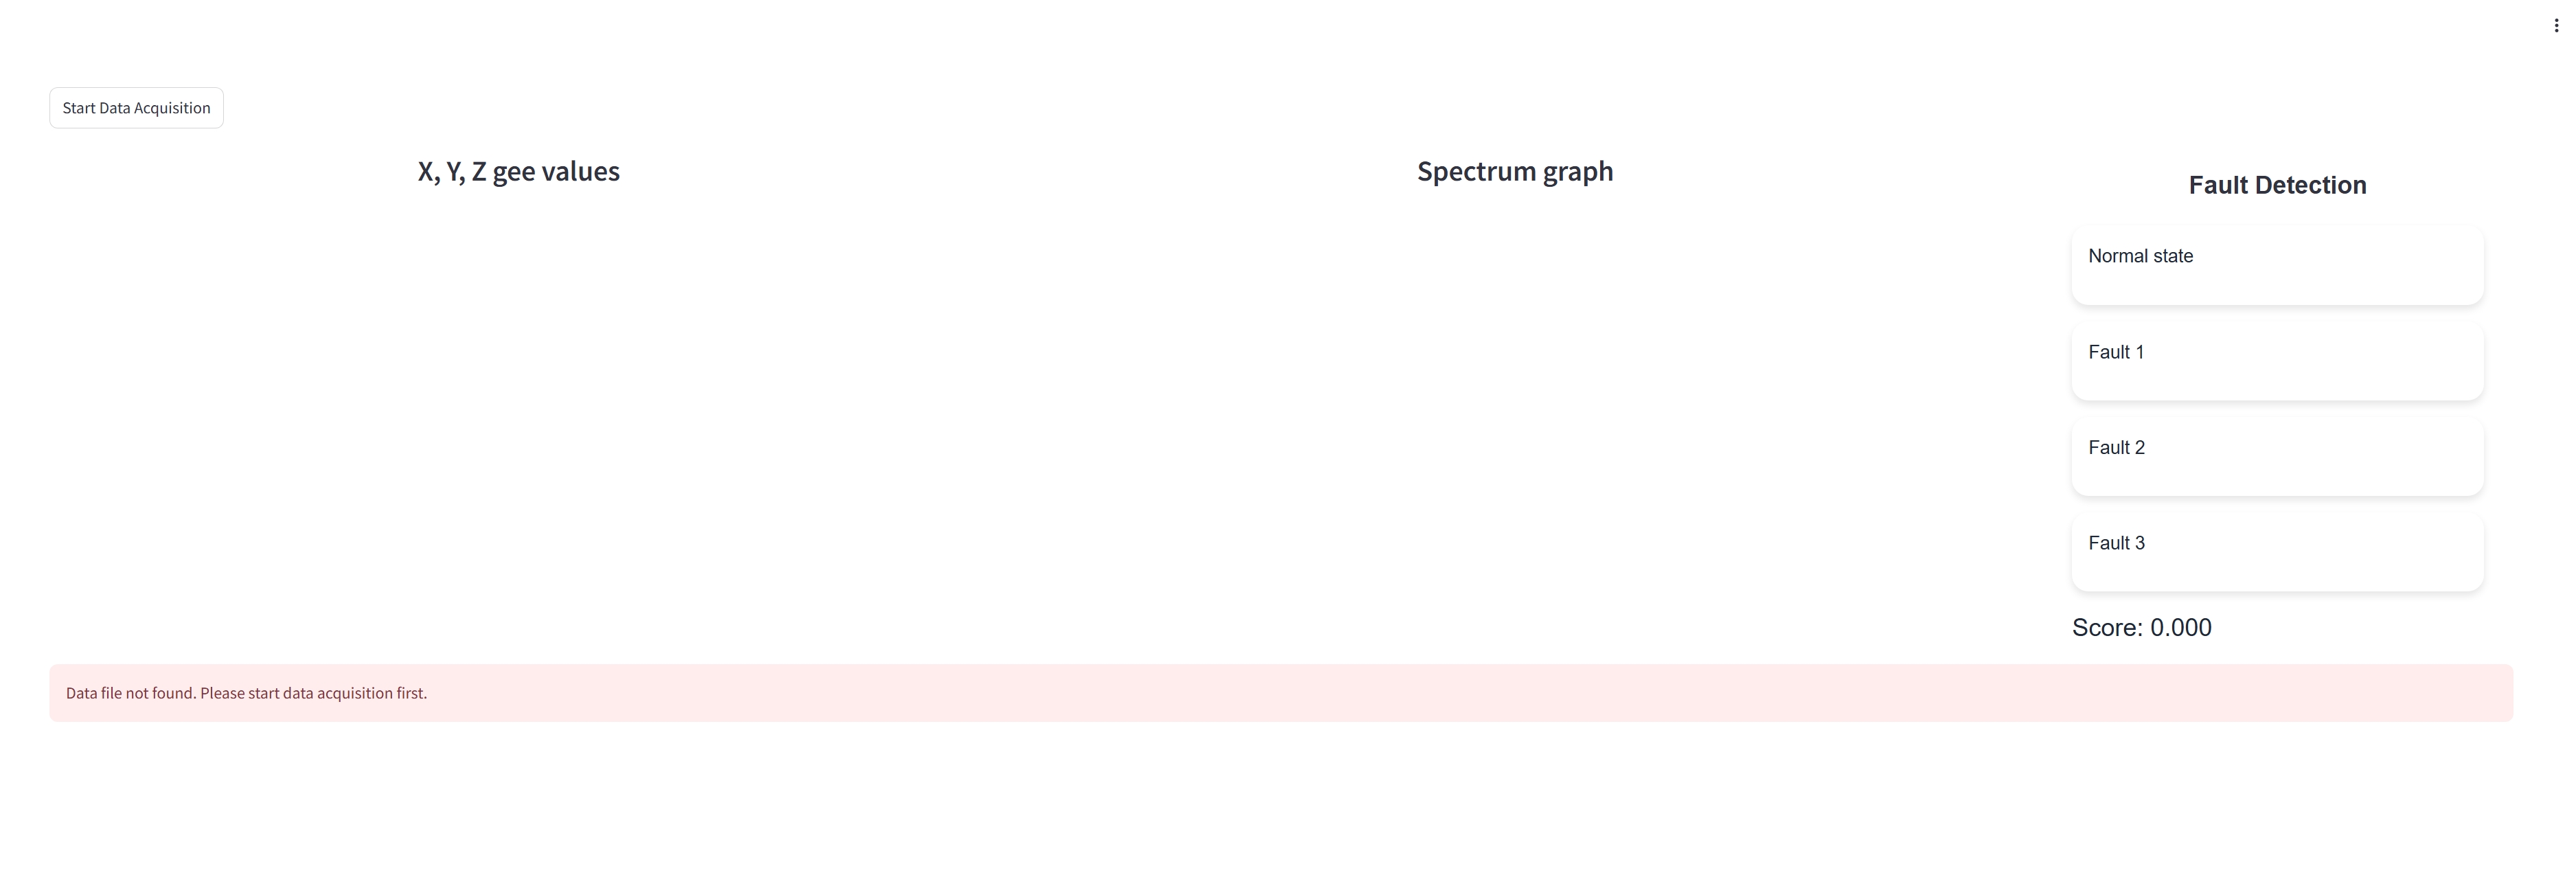 Start Data Acquisition
X, Y, Z gee values
Spectrum graph
Fault Detection
Normal state
Fault 1
Fault 2
Fault 3
Score: 0.000
Data file not found. Please start data acquisition first.